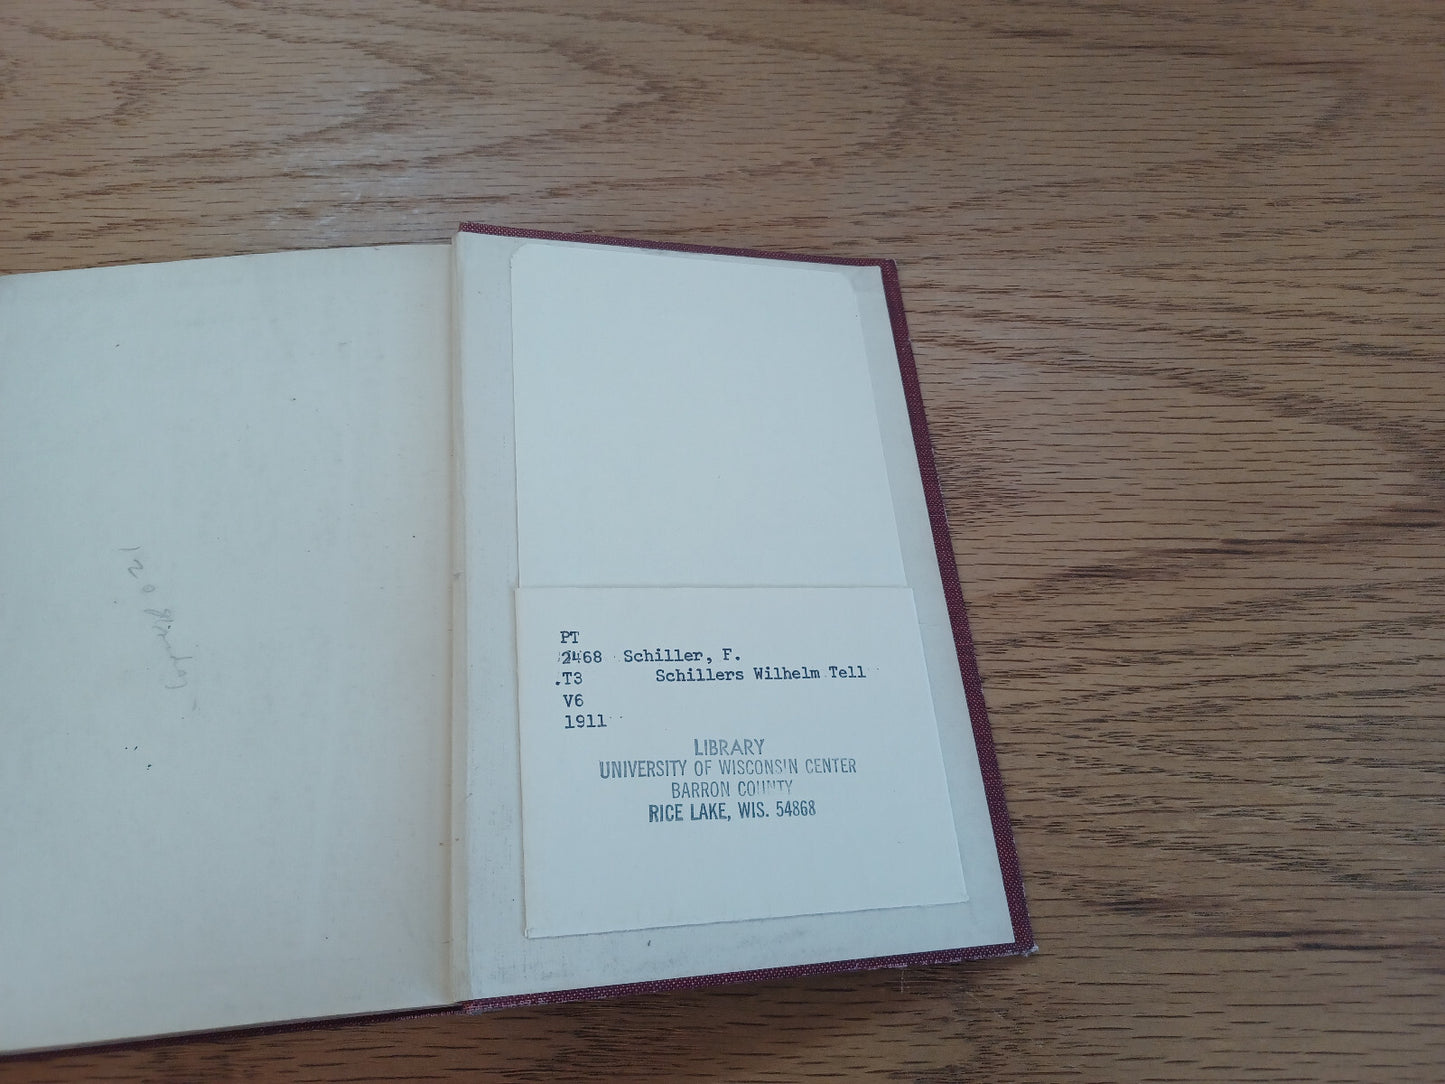 PT
2468 Schiller, F.
.T3 Schillers Wilhelm Tell
V6
1911
LIBRARY
UNIVERSITY OF WISCONSIN CENTER
BARRON COUNTY
RICE LAKE, WIS. 54868
120